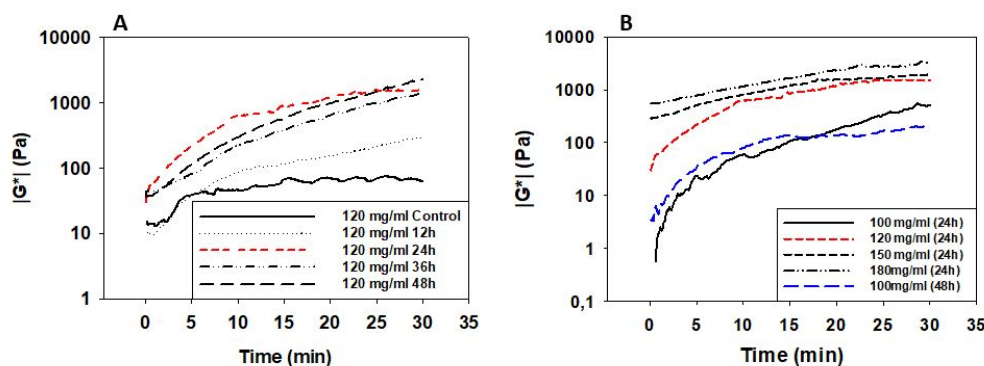 A
|G*| (Pa)
10000
1000
100
10
1
0
5
10
15
20
25
30
35
Time (min)
120 mg/ml Control
120 mg/ml 12h
120 mg/ml 24h
120 mg/ml 36h
120 mg/ml 48h
B
|G*| (Pa)
10000
1000
100
10
1
0,1
0
5
10
15
20
25
30
35
Time (min)
100 mg/ml (24h)
120 mg/ml (24h)
150 mg/ml (24h)
180mg/ml (24h)
100mg/ml (48h)